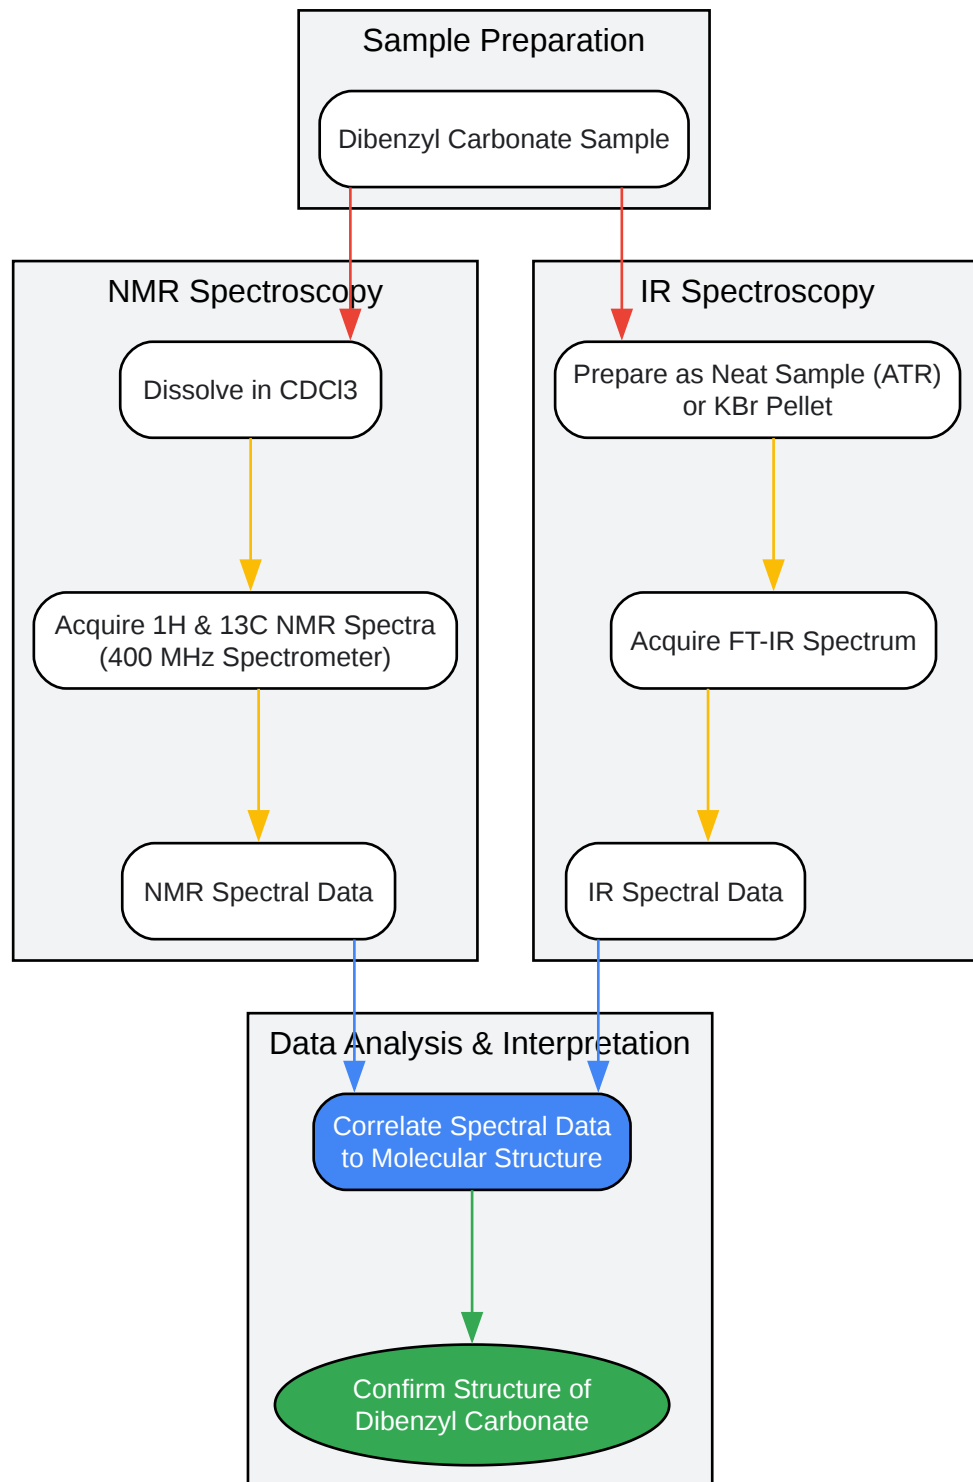 Sample Preparation
Dibenzyl Carbonate Sample
NMR Spectroscopy
Dissolve in CDCl3
Acquire 1H & 13C NMR Spectra
(400 MHz Spectrometer)
NMR Spectral Data
IR Spectroscopy
Prepare as Neat Sample (ATR)
or KBr Pellet
Acquire FT-IR Spectrum
IR Spectral Data
Data Analysis & Interpretation
Correlate Spectral Data
to Molecular Structure
Confirm Structure of
Dibenzyl Carbonate